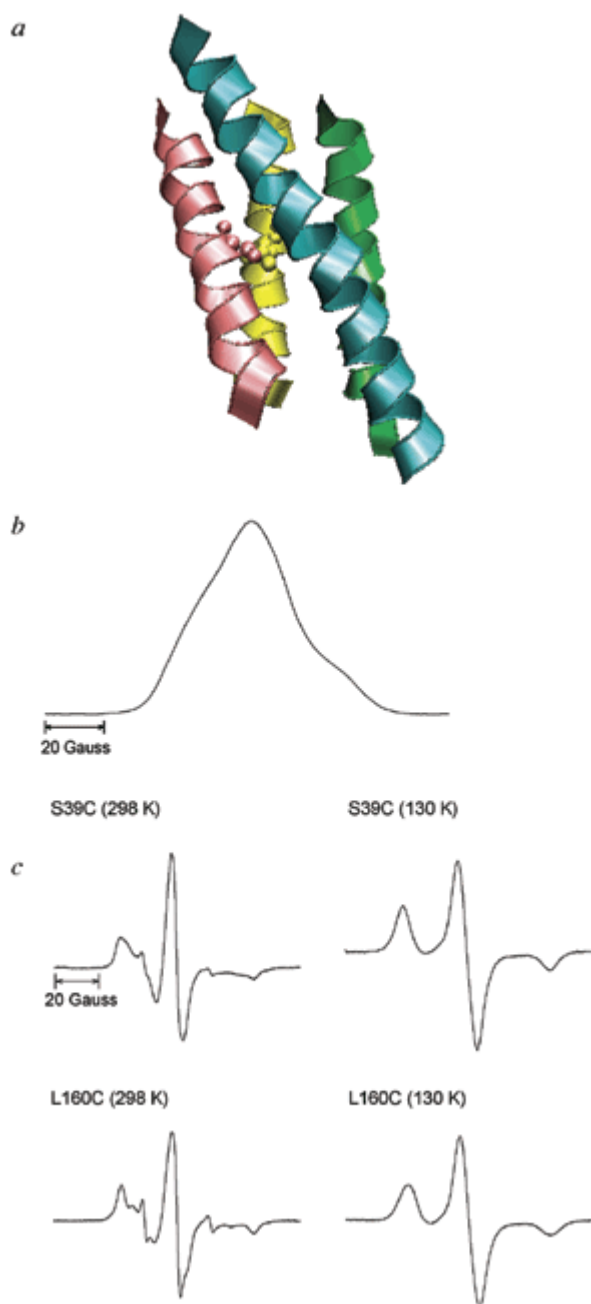 a
b
20 Gauss
S39C (298 K)
S39C (130 K)
c
20 Gauss
L160C (298 K)
L160C (130 K)